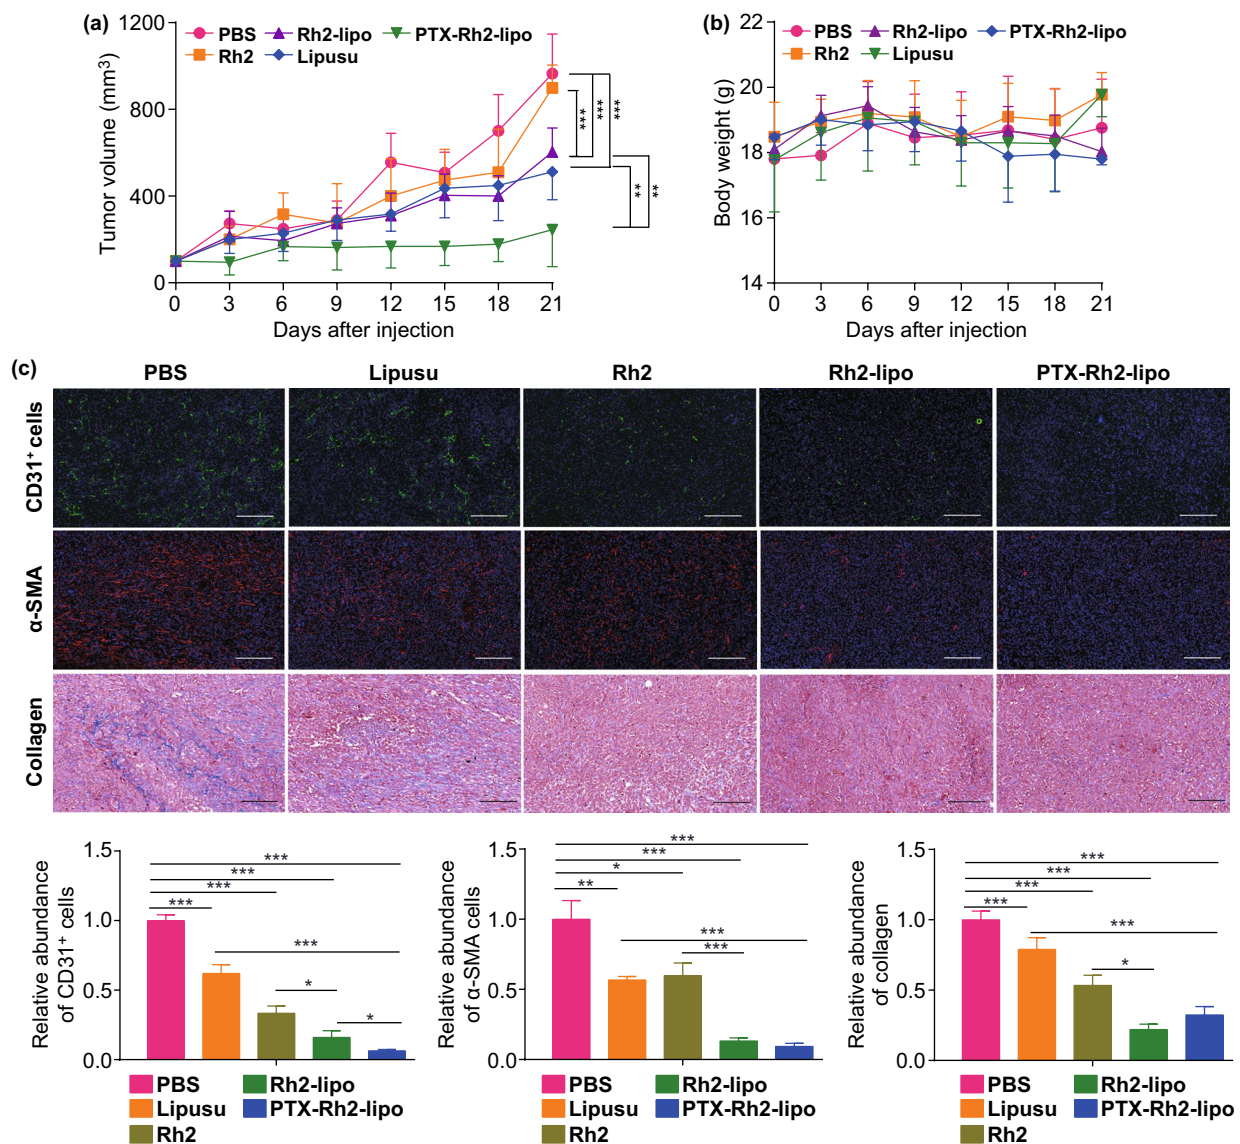 (a)
1200
800
400
0
Tumor volume (mm³)
PBS Rh2-lipo PTX-Rh2-lipo
Rh2 Lipusu
*** *** ***
** **
0 3 6 9 12 15 18 21
Days after injection
(b)
22
20
18
16
14
Body weight (g)
PBS Rh2-lipo PTX-Rh2-lipo
Rh2 Lipusu
0 3 6 9 12 15 18 21
Days after injection
(c)
PBS Lipusu Rh2 Rh2-lipo PTX-Rh2-lipo
CD31⁺ cells
α-SMA
Collagen
Relative abundance
of CD31⁺ cells
1.5
1.0
0.5
0.0
***
***
***
***
***
*
*
PBS Rh2-lipo
Lipusu PTX-Rh2-lipo
Rh2
Relative abundance
of α-SMA cells
1.5
1.0
0.5
0.0
***
***
*
**
***
***
PBS Rh2-lipo
Lipusu PTX-Rh2-lipo
Rh2
Relative abundance
of collagen
1.5
1.0
0.5
0.0
***
***
***
***
***
*
PBS Rh2-lipo
Lipusu PTX-Rh2-lipo
Rh2